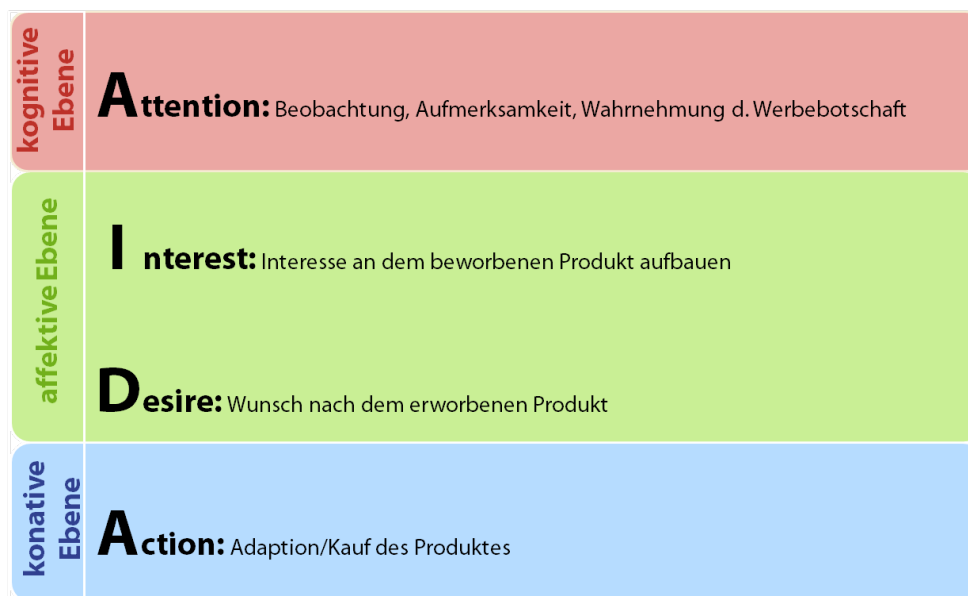 kognitive
Ebene
Attention: Beobachtung, Aufmerksamkeit, Wahrnehmung d. Werbebotschaft
affektive Ebene
Interest: Interesse an dem beworbenen Produkt aufbauen
Desire: Wunsch nach dem erworbenen Produkt
konative
Ebene
Action: Adaption/Kauf des Produktes